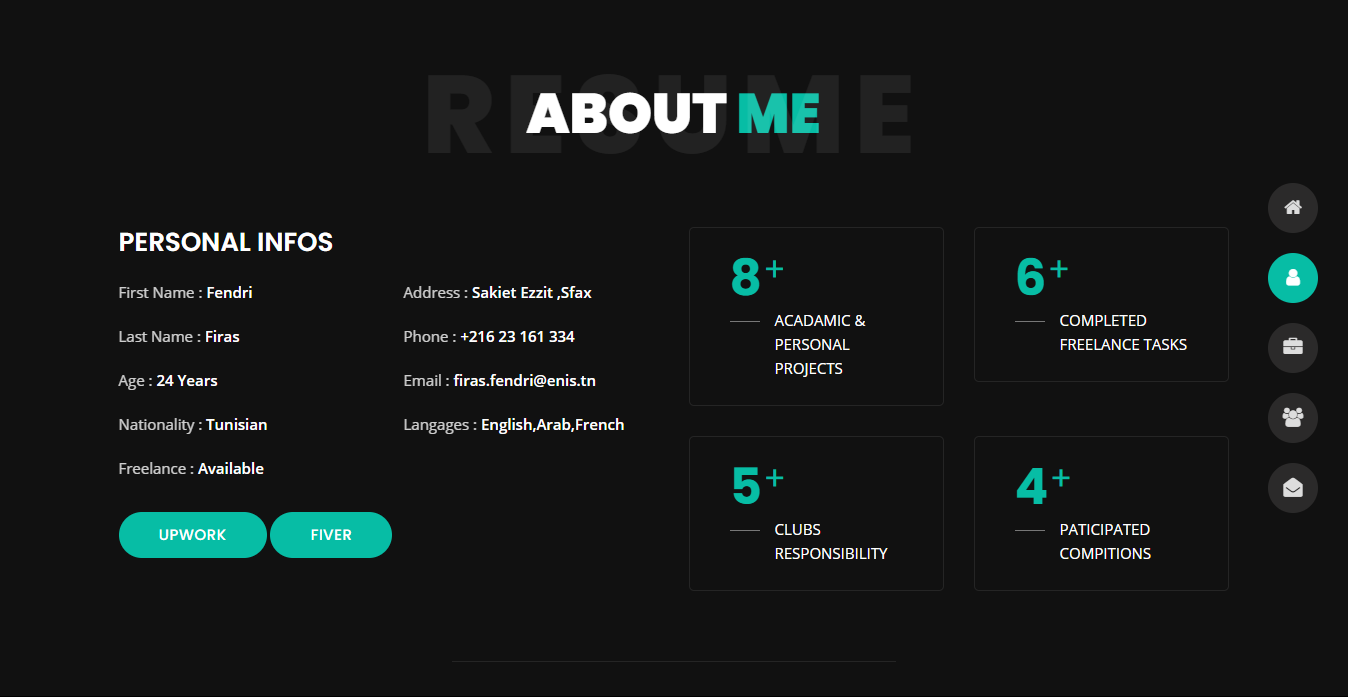 RESUME
ABOUT ME
PERSONAL INFOS
First Name : Fendri
Last Name : Firas
Age : 24 Years
Nationality : Tunisian
Freelance : Available
Address : Sakiet Ezzit ,Sfax
Phone : +216 23 161 334
Email : firas.fendri@enis.tn
Langages : English,Arab,French
UPWORK
FIVER
8+
ACADAMIC &
PERSONAL
PROJECTS
6+
COMPLETED
FREELANCE TASKS
5+
CLUBS
RESPONSIBILITY
4+
PATICIPATED
COMPITIONS